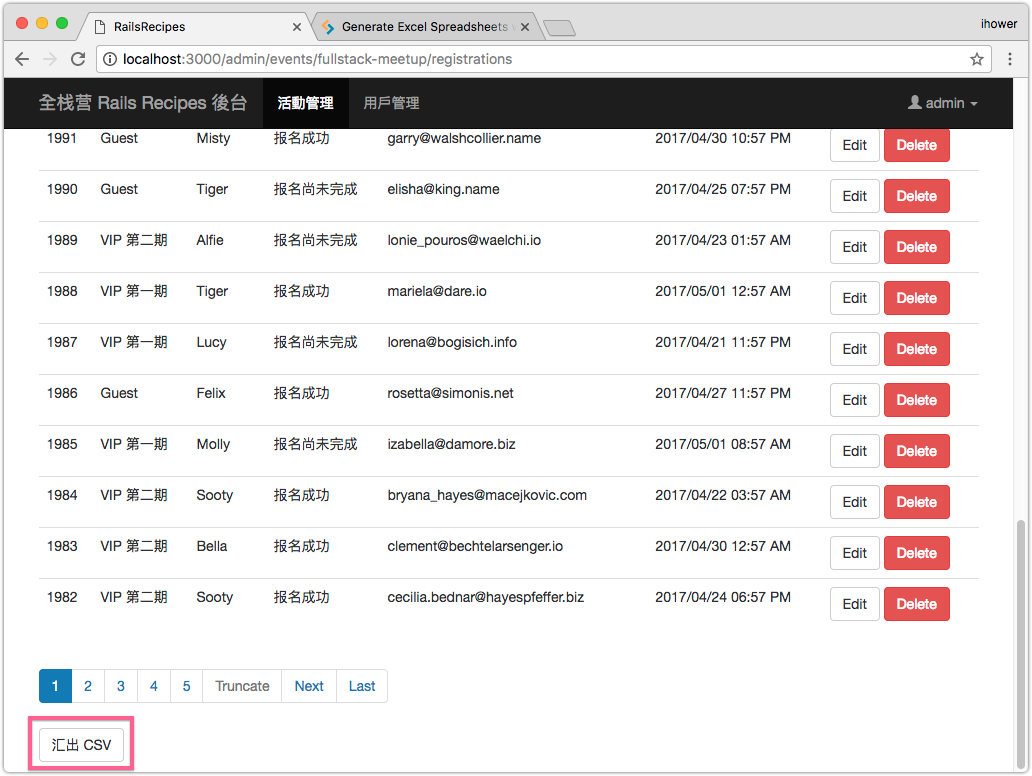 RailsRecipes
Generate Excel Spreadsheets
ihower
localhost:3000/admin/events/fullstack-meetup/registrations
全栈营 Rails Recipes 後台 活動管理 用戶管理 admin
1991 Guest Misty 报名成功 garry@walshcollier.name 2017/04/30 10:57 PM Edit Delete
1990 Guest Tiger 报名尚未完成 elisha@king.name 2017/04/25 07:57 PM Edit Delete
1989 VIP 第二期 Alfie 报名尚未完成 lonie_pouros@waelchi.io 2017/04/23 01:57 AM Edit Delete
1988 VIP 第一期 Tiger 报名成功 mariela@dare.io 2017/05/01 12:57 AM Edit Delete
1987 VIP 第一期 Lucy 报名尚未完成 lorena@bogisich.info 2017/04/21 11:57 PM Edit Delete
1986 Guest Felix 报名成功 rosetta@simonis.net 2017/04/27 11:57 PM Edit Delete
1985 VIP 第一期 Molly 报名尚未完成 izabella@damore.biz 2017/05/01 08:57 AM Edit Delete
1984 VIP 第二期 Sooty 报名成功 bryana_hayes@macejkovic.com 2017/04/22 03:57 AM Edit Delete
1983 VIP 第二期 Bella 报名成功 clement@bechtelarsenger.io 2017/04/30 12:57 AM Edit Delete
1982 VIP 第二期 Sooty 报名成功 cecilia.bednar@hayespfeffer.biz 2017/04/24 06:57 PM Edit Delete
1 2 3 4 5 Truncate Next Last
汇出 CSV